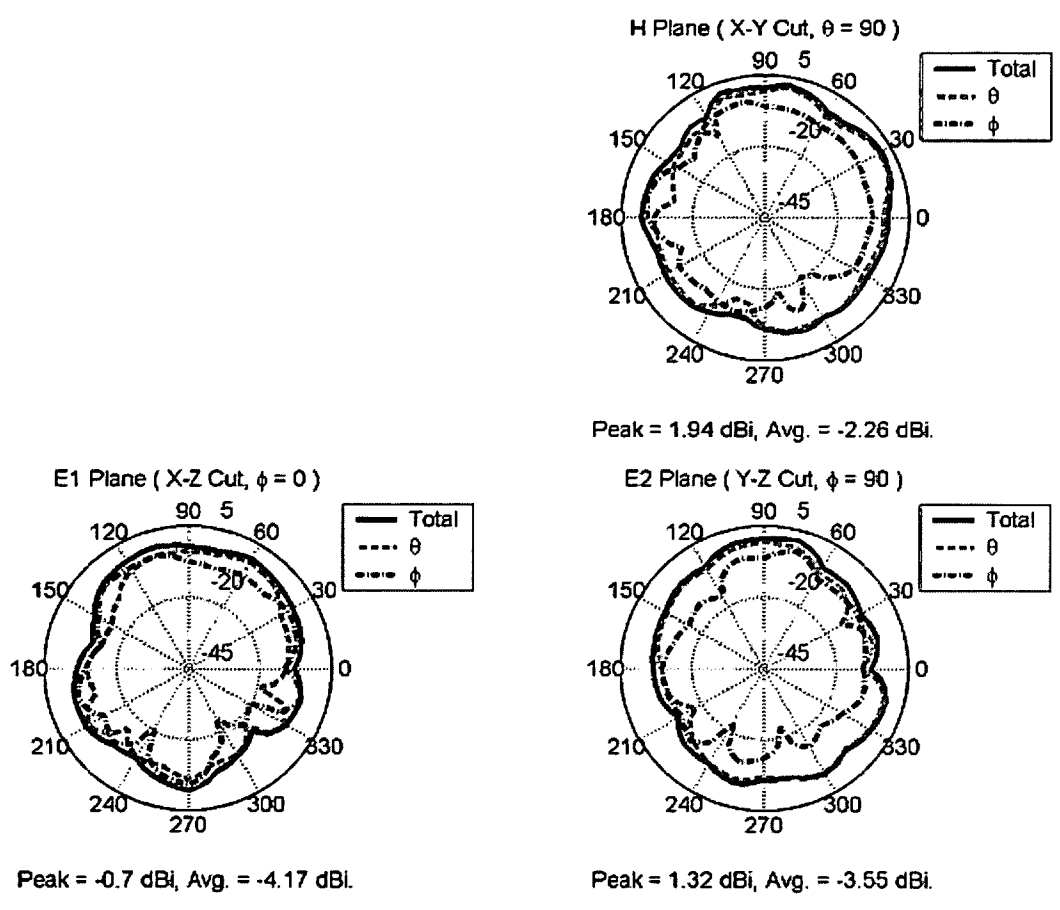 H Plane ( X-Y Cut, θ = 90 )
90 5
120 60
Total
θ
ϕ
150 -20 30
-45
180 0
210 330
240 300
270
Peak = 1.94 dBi, Avg. = -2.26 dBi.
E1 Plane ( X-Z Cut, ϕ = 0 )
90 5
120 60
Total
θ
ϕ
150 -20 30
-45
180 0
210 330
240 300
270
Peak = -0.7 dBi, Avg. = -4.17 dBi.
E2 Plane ( Y-Z Cut, ϕ = 90 )
90 5
120 60
Total
θ
ϕ
150 -20 30
-45
180 0
210 330
240 300
270
Peak = 1.32 dBi, Avg. = -3.55 dBi.